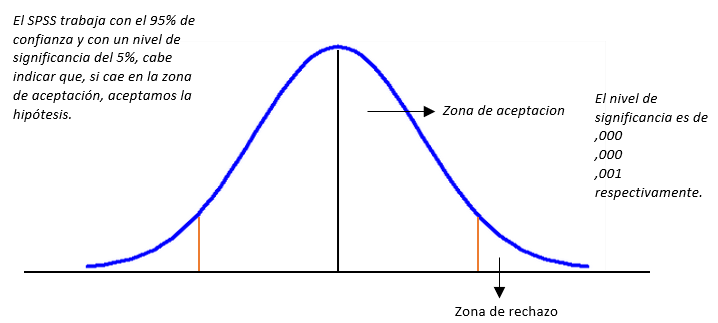 El SPSS trabaja con el 95% de
confianza y con un nivel de
significancia del 5%, cabe
indicar que, si cae en la zona
de aceptación, aceptamos la
hipótesis.
Zona de aceptacion
El nivel de
significancia es de
,000
,000
,001
respectivamente.
Zona de rechazo